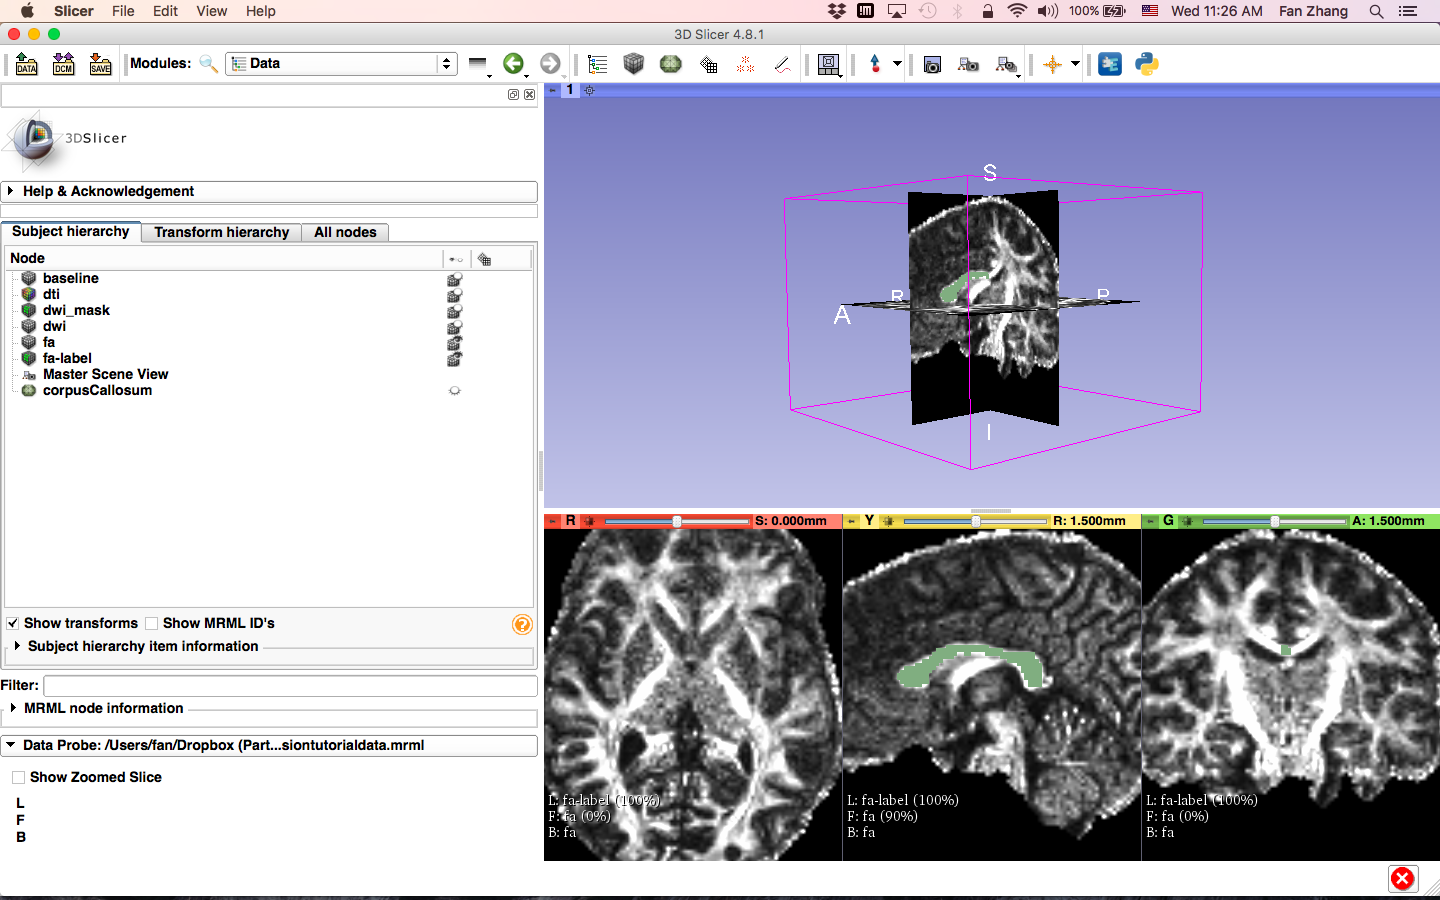 Slicer File Edit View Help 100% Wed 11:26 AM Fan Zhang
3D Slicer 4.8.1
DATA DCM SAVE Modules: Data
1
3DSlicer
Help & Acknowledgement
Subject hierarchy Transform hierarchy All nodes
Node
baseline
dti
dwi_mask
dwi
fa
fa-label
Master Scene View
corpusCallosum
Show transforms Show MRML ID's
Subject hierarchy item information
Filter:
MRML node information
Data Probe: /Users/fan/Dropbox (Part...siontutorialdata.mrml
Show Zoomed Slice
L
F
B
S
R
P
A
I
R S: 0.000mm
Y R: 1.500mm
G A: 1.500mm
L: fa-label (100%)
F: fa (0%)
B: fa
L: fa-label (100%)
F: fa (90%)
B: fa
L: fa-label (100%)
F: fa (0%)
B: fa